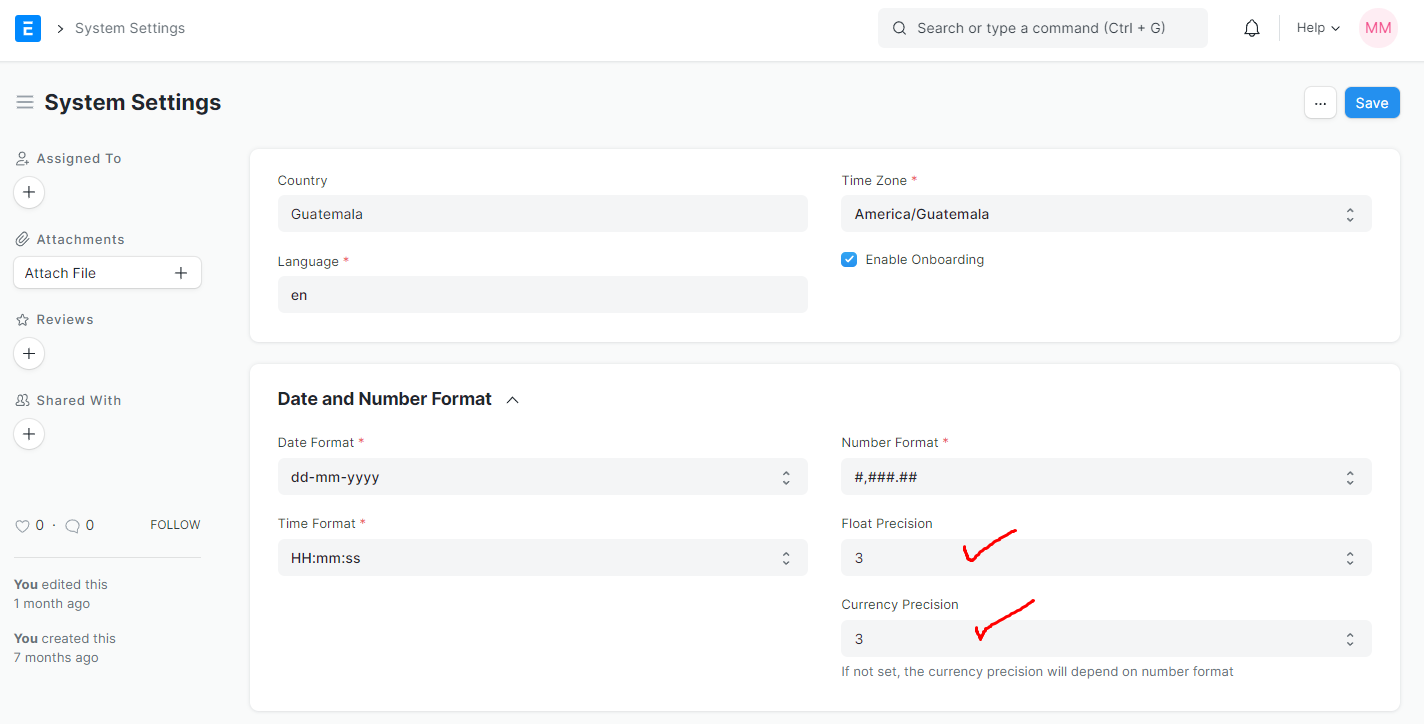 E
System Settings
Search or type a command (Ctrl + G)
Help
MM
System Settings
...
Save
Assigned To
Attachments
Attach File
Reviews
Shared With
0 · 0
FOLLOW
You edited this
1 month ago
You created this
7 months ago
Country
Guatemala
Time Zone *
America/Guatemala
Language *
en
Enable Onboarding
Date and Number Format
Date Format *
dd-mm-yyyy
Number Format *
#,###.##
Time Format *
HH:mm:ss
Float Precision
3
Currency Precision
3
If not set, the currency precision will depend on number format